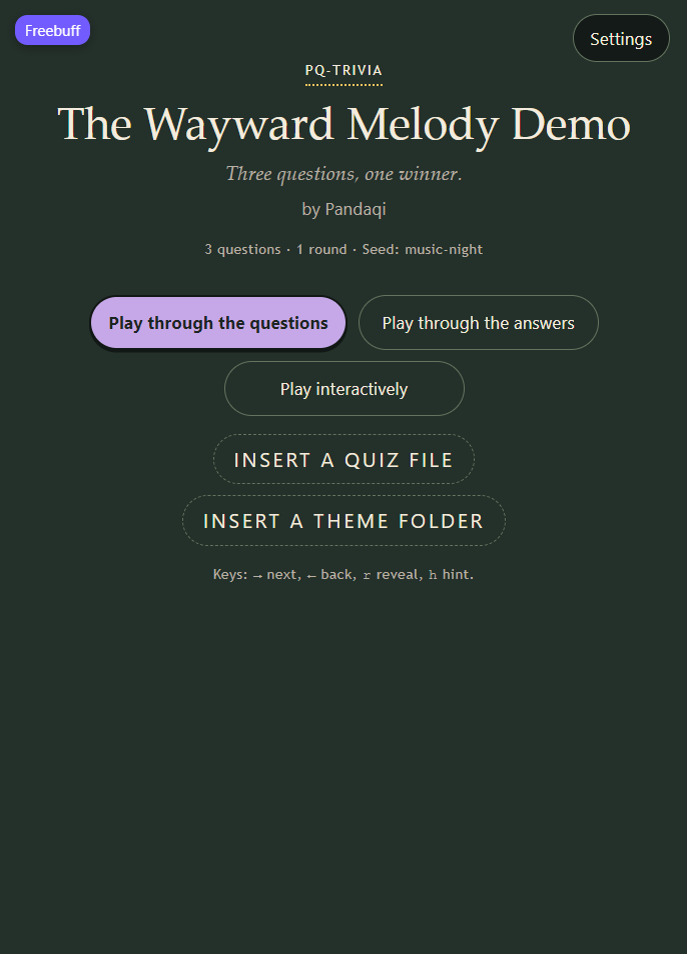 Freebuff
Settings
PQ-TRIVIA
The Wayward Melody Demo
Three questions, one winner.
by Pandaqi
3 questions · 1 round · Seed: music-night
Play through the questions
Play through the answers
Play interactively
INSERT A QUIZ FILE
INSERT A THEME FOLDER
Keys: → next, ← back, r reveal, h hint.